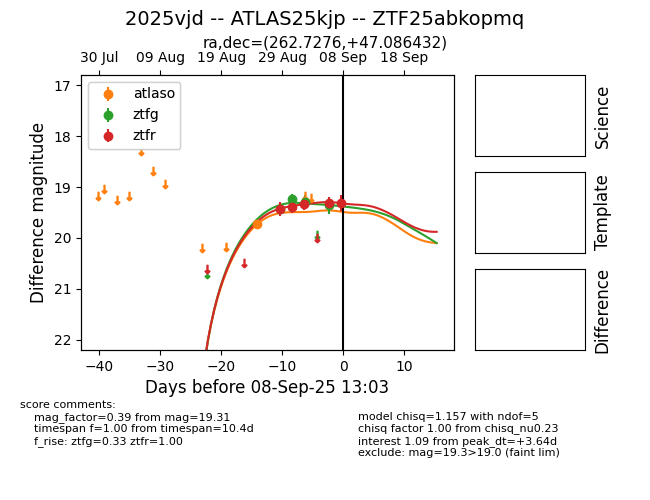 2025vjd -- ATLAS25kjp -- ZTF25abkopmq
ra,dec=(262.7276,+47.086432)
30 Jul 09 Aug 19 Aug 29 Aug 08 Sep 18 Sep
atlaso
ztfg
ztfr
17
18
19
20
21
22
Difference magnitude
−40 −30 −20 −10 0 10
Days before 08-Sep-25 13:03
Science
Template
Difference
score comments:
mag_factor=0.39 from mag=19.31
timespan f=1.00 from timespan=10.4d
f_rise: ztfg=0.33 ztfr=1.00
model chisq=1.157 with ndof=5
chisq factor 1.00 from chisq_nu0.23
interest 1.09 from peak_dt=+3.64d
exclude: mag=19.3>19.0 (faint lim)